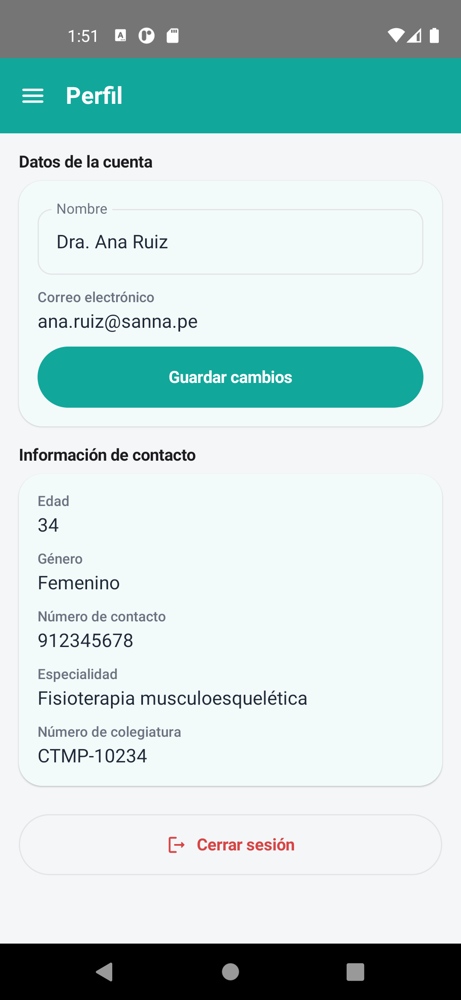 1:51
Perfil
Datos de la cuenta
Nombre
Dra. Ana Ruiz
Correo electrónico
ana.ruiz@sanna.pe
Guardar cambios
Información de contacto
Edad
34
Género
Femenino
Número de contacto
912345678
Especialidad
Fisioterapia musculoesquelética
Número de colegiatura
CTMP-10234
Cerrar sesión